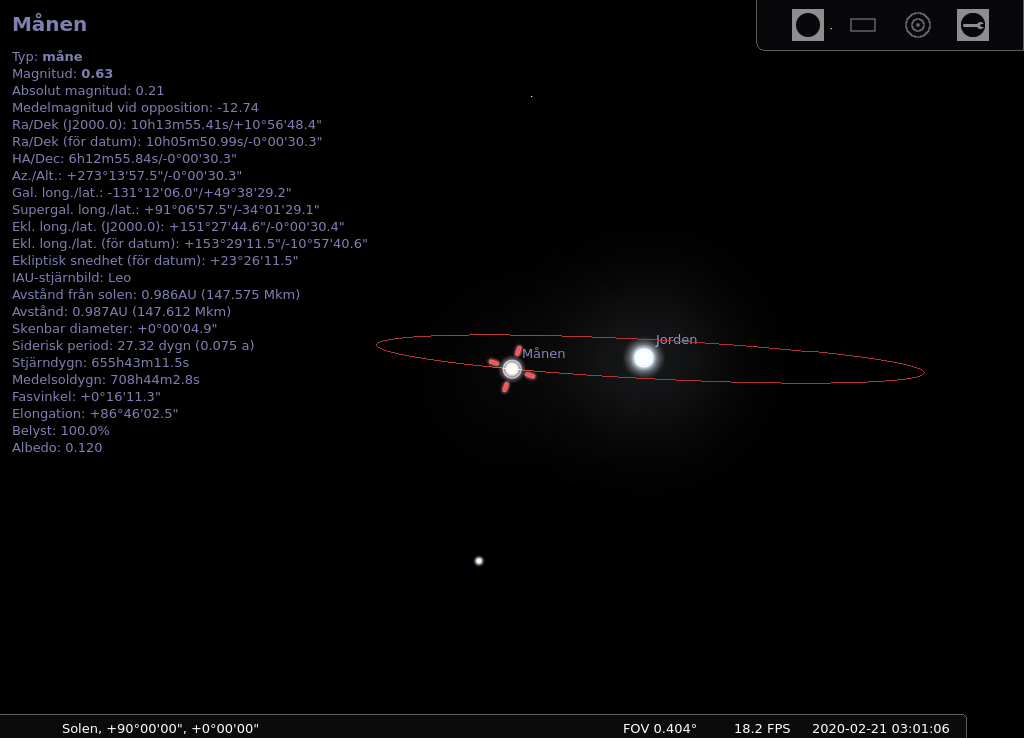 Månen
Typ: måne
Magnitud: 0.63
Absolut magnitud: 0.21
Medelmagnitud vid opposition: -12.74
Ra/Dek (J2000.0): 10h13m55.41s/+10°56'48.4"
Ra/Dek (för datum): 10h05m50.99s/-0°00'30.3"
HA/Dec: 6h12m55.84s/-0°00'30.3"
Az./Alt.: +273°13'57.5"/-0°00'30.3"
Gal. long./lat.: -131°12'06.0"/+49°38'29.2"
Supergal. long./lat.: +91°06'57.5"/-34°01'29.1"
Ekl. long./lat. (J2000.0): +151°27'44.6"/-0°00'30.4"
Ekl. long./lat. (för datum): +153°29'11.5"/-10°57'40.6"
Ekliptisk snedhet (för datum): +23°26'11.5"
IAU-stjärnbild: Leo
Avstånd från solen: 0.986AU (147.575 Mkm)
Avstånd: 0.987AU (147.612 Mkm)
Skenbar diameter: +0°00'04.9"
Siderisk period: 27.32 dygn (0.075 a)
Stjärndygn: 655h43m11.5s
Medelsoldygn: 708h44m2.8s
Fasvinkel: +0°16'11.3"
Elongation: +86°46'02.5"
Belyst: 100.0%
Albedo: 0.120
Jorden
Månen
Solen, +90°00'00", +0°00'00" FOV 0.404° 18.2 FPS 2020-02-21 03:01:06